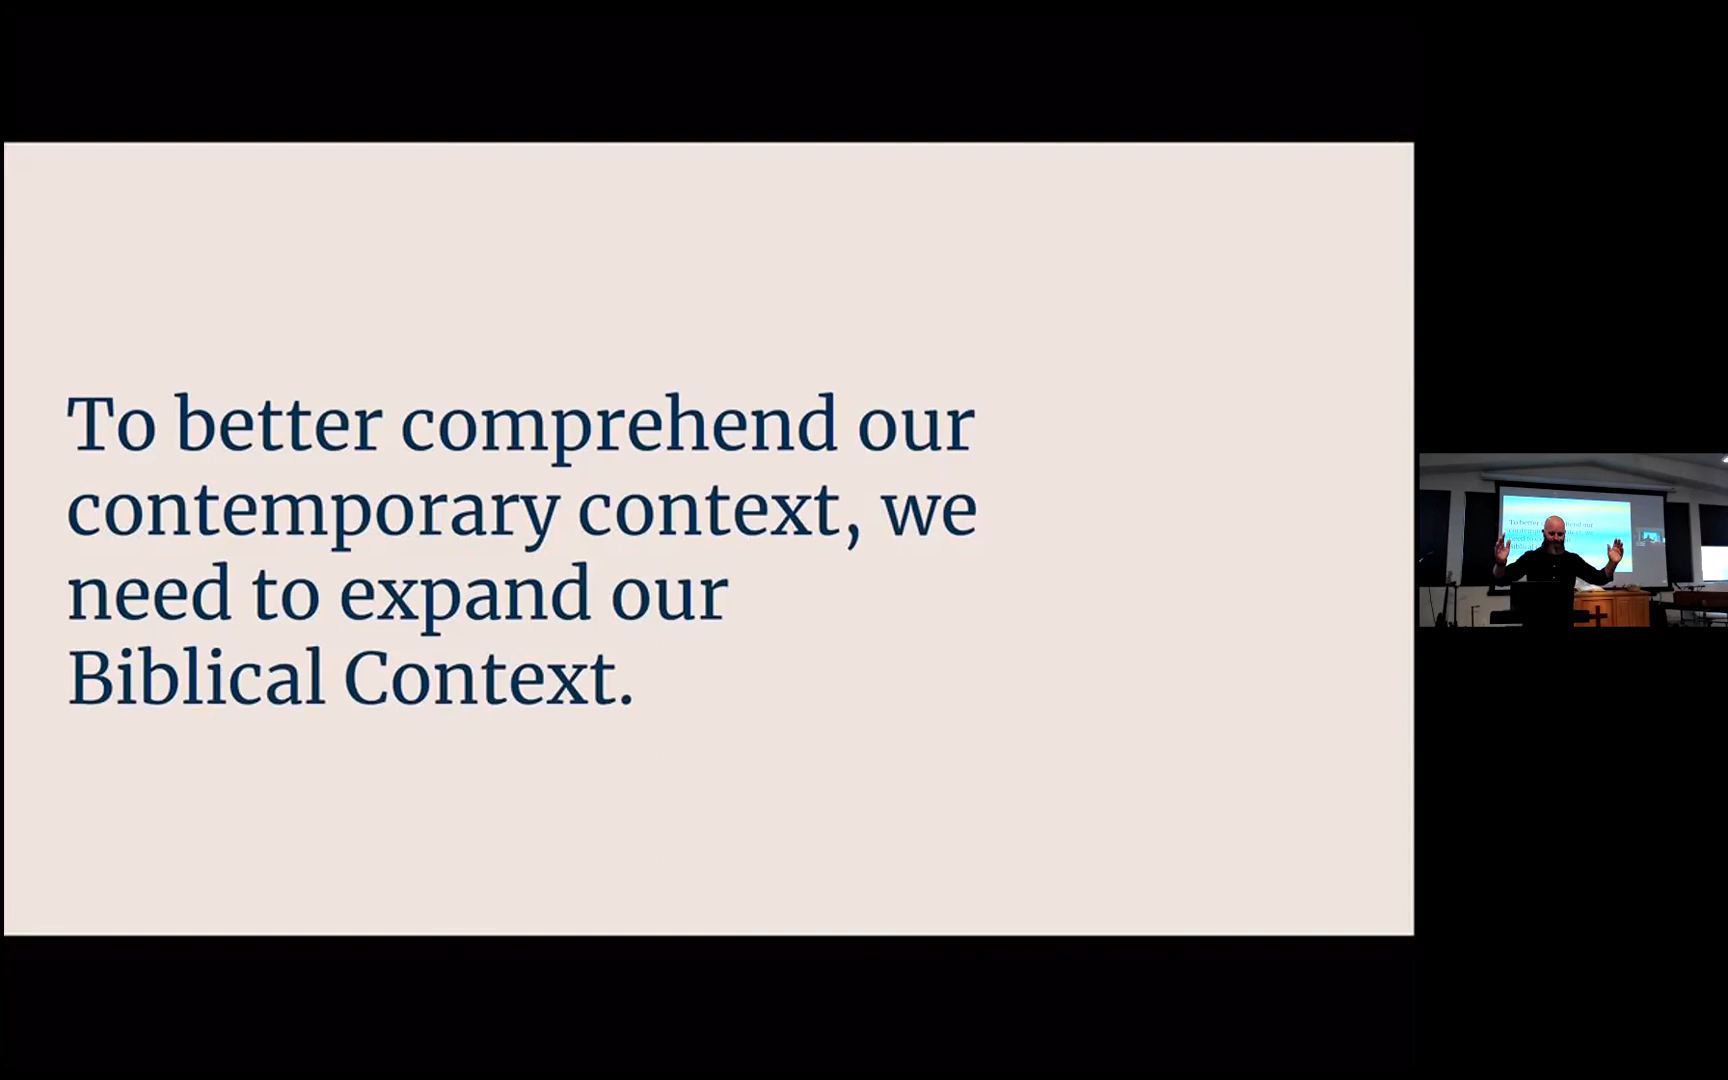 To better comprehend our
contemporary context, we
need to expand our
Biblical Context.